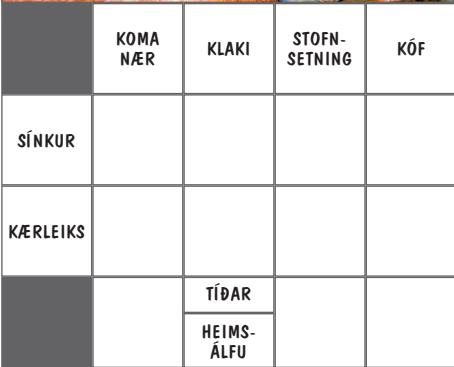 KOMA
NÆR
KLAKI
STOFN-
SETNING
KÓF
SÍNKUR
KÆRLEIKS
TÍÐAR
HEIMS-
ÁLFU